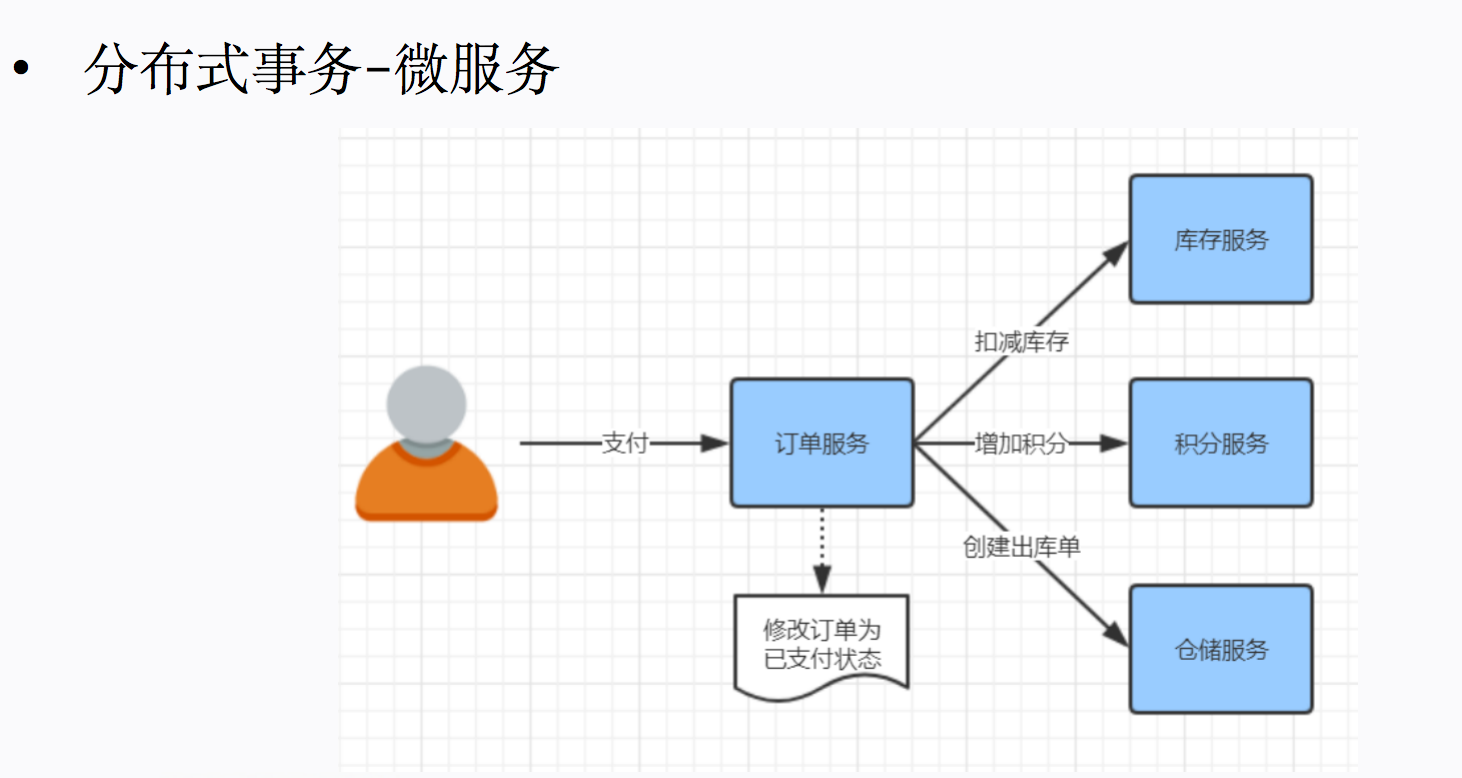 • 分布式事务-微服务
库存服务
扣减库存
支付
订单服务
增加积分
积分服务
创建出库单
修改订单为
已支付状态
仓储服务